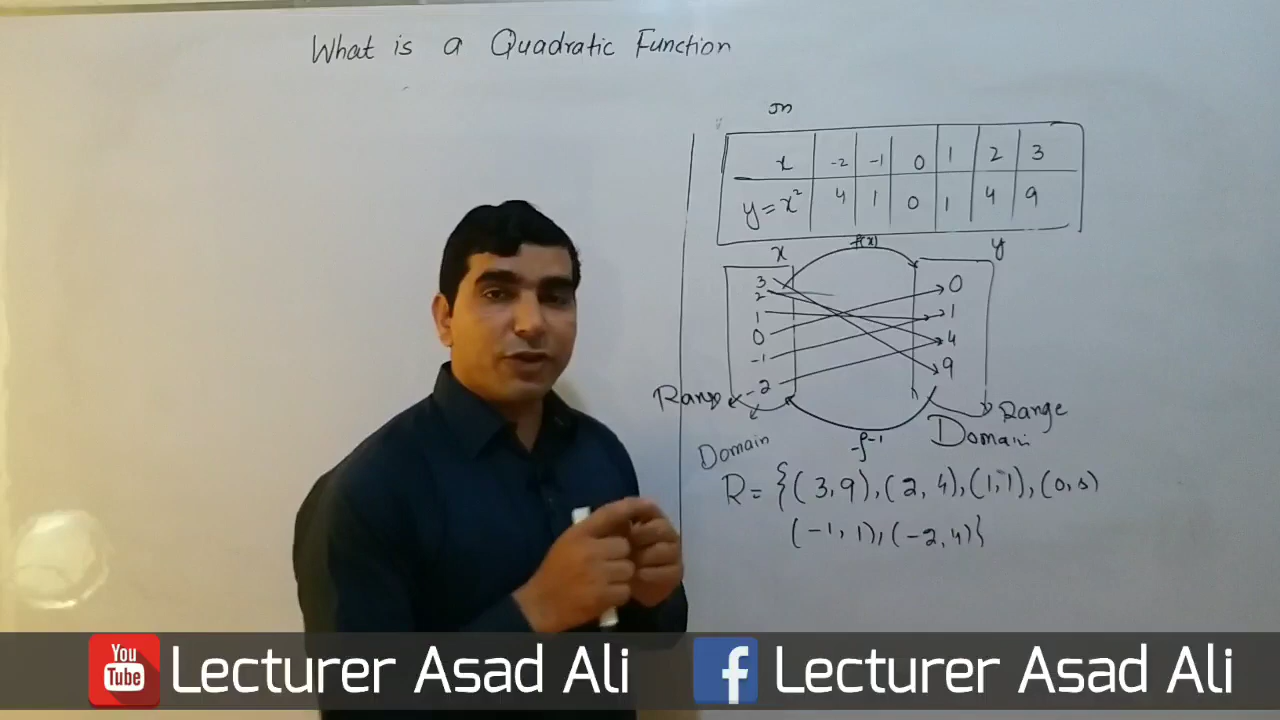 What is a Quadratic Function
x -2 -1 0 1 2 3
y=x² 4 1 0 1 4 9
f(x)
x y
3 0
2 1
1 4
0 9
-1
-2
Range Range
Domain f⁻¹ Domain
R = {(3,9),(2,4),(1,1),(0,0)
(-1,1),(-2,4)}
You Tube Lecturer Asad Ali f Lecturer Asad Ali